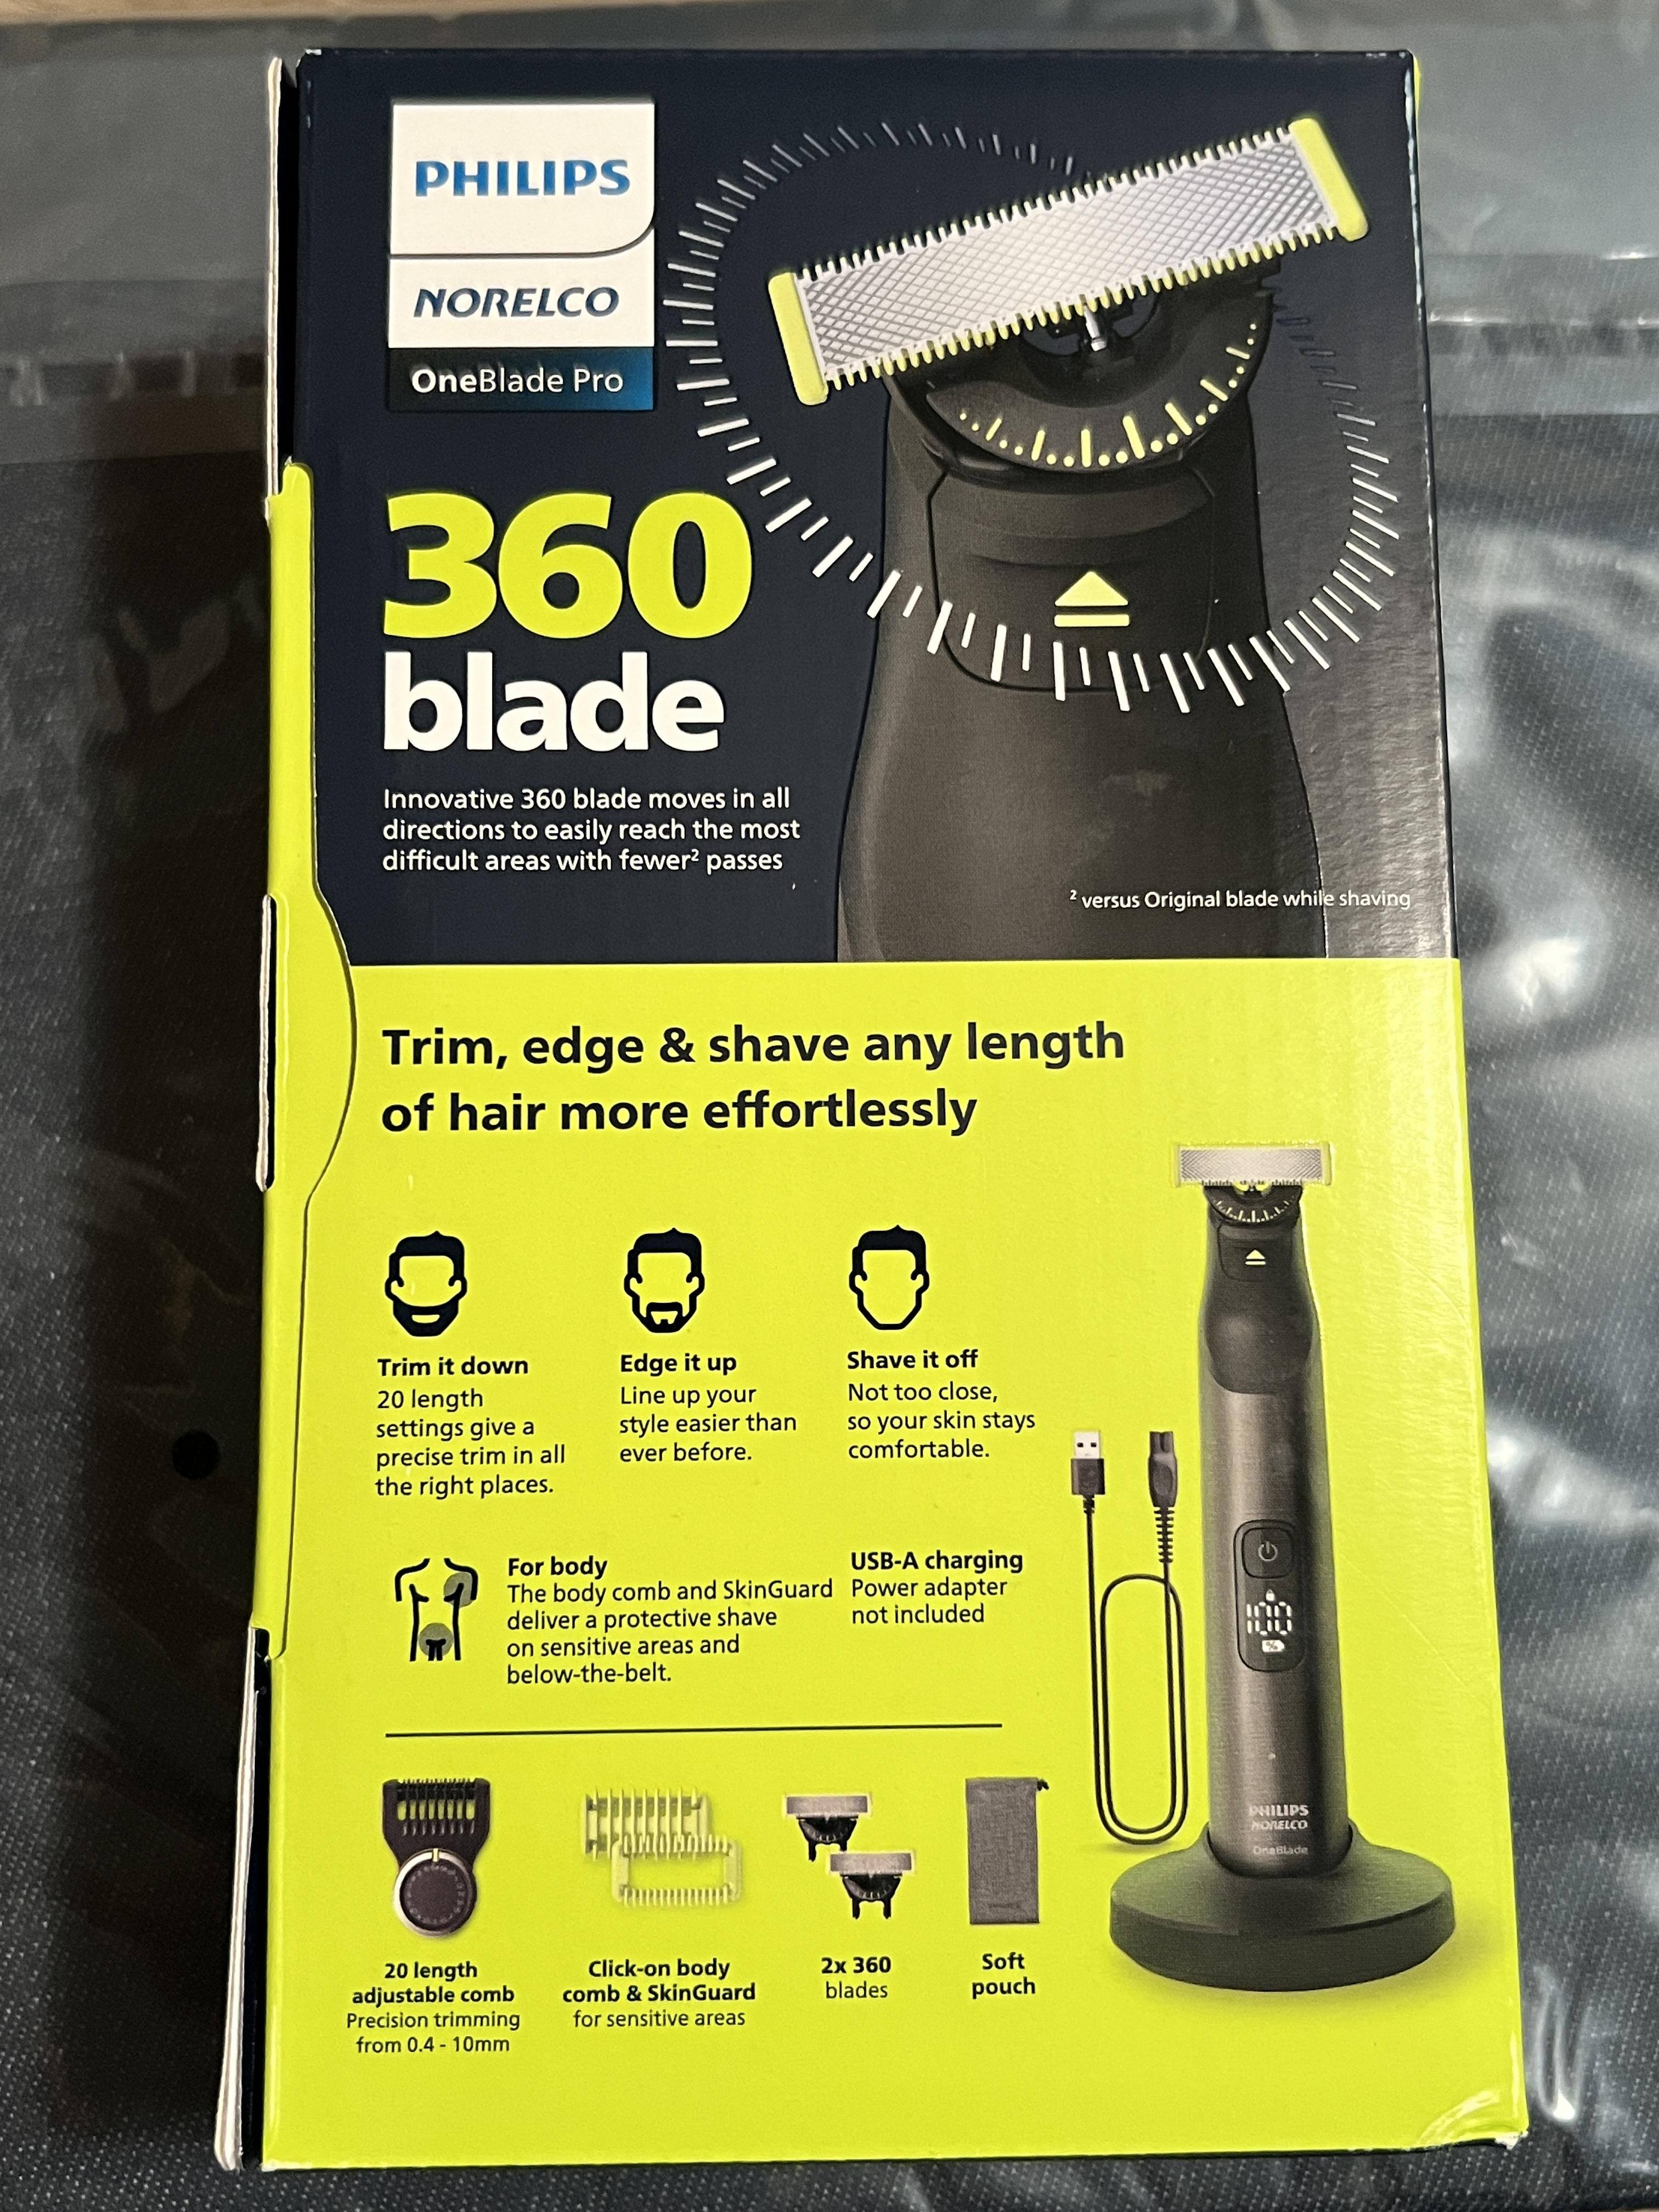 PHILIPS
NORELCO
OneBlade Pro
360
blade
Innovative 360 blade moves in all
directions to easily reach the most
difficult areas with fewer² passes
² versus Original blade while shaving
Trim, edge & shave any length
of hair more effortlessly
Trim it down
20 length
settings give a
precise trim in all
the right places.
Edge it up
Line up your
style easier than
ever before.
Shave it off
Not too close,
so your skin stays
comfortable.
For body
The body comb and SkinGuard
deliver a protective shave
on sensitive areas and
below-the-belt.
USB-A charging
Power adapter
not included
100
%
PHILIPS
NORELCO
OneBlade
20 length
adjustable comb
Precision trimming
from 0.4 - 10mm
Click-on body
comb & SkinGuard
for sensitive areas
2x 360
blades
Soft
pouch